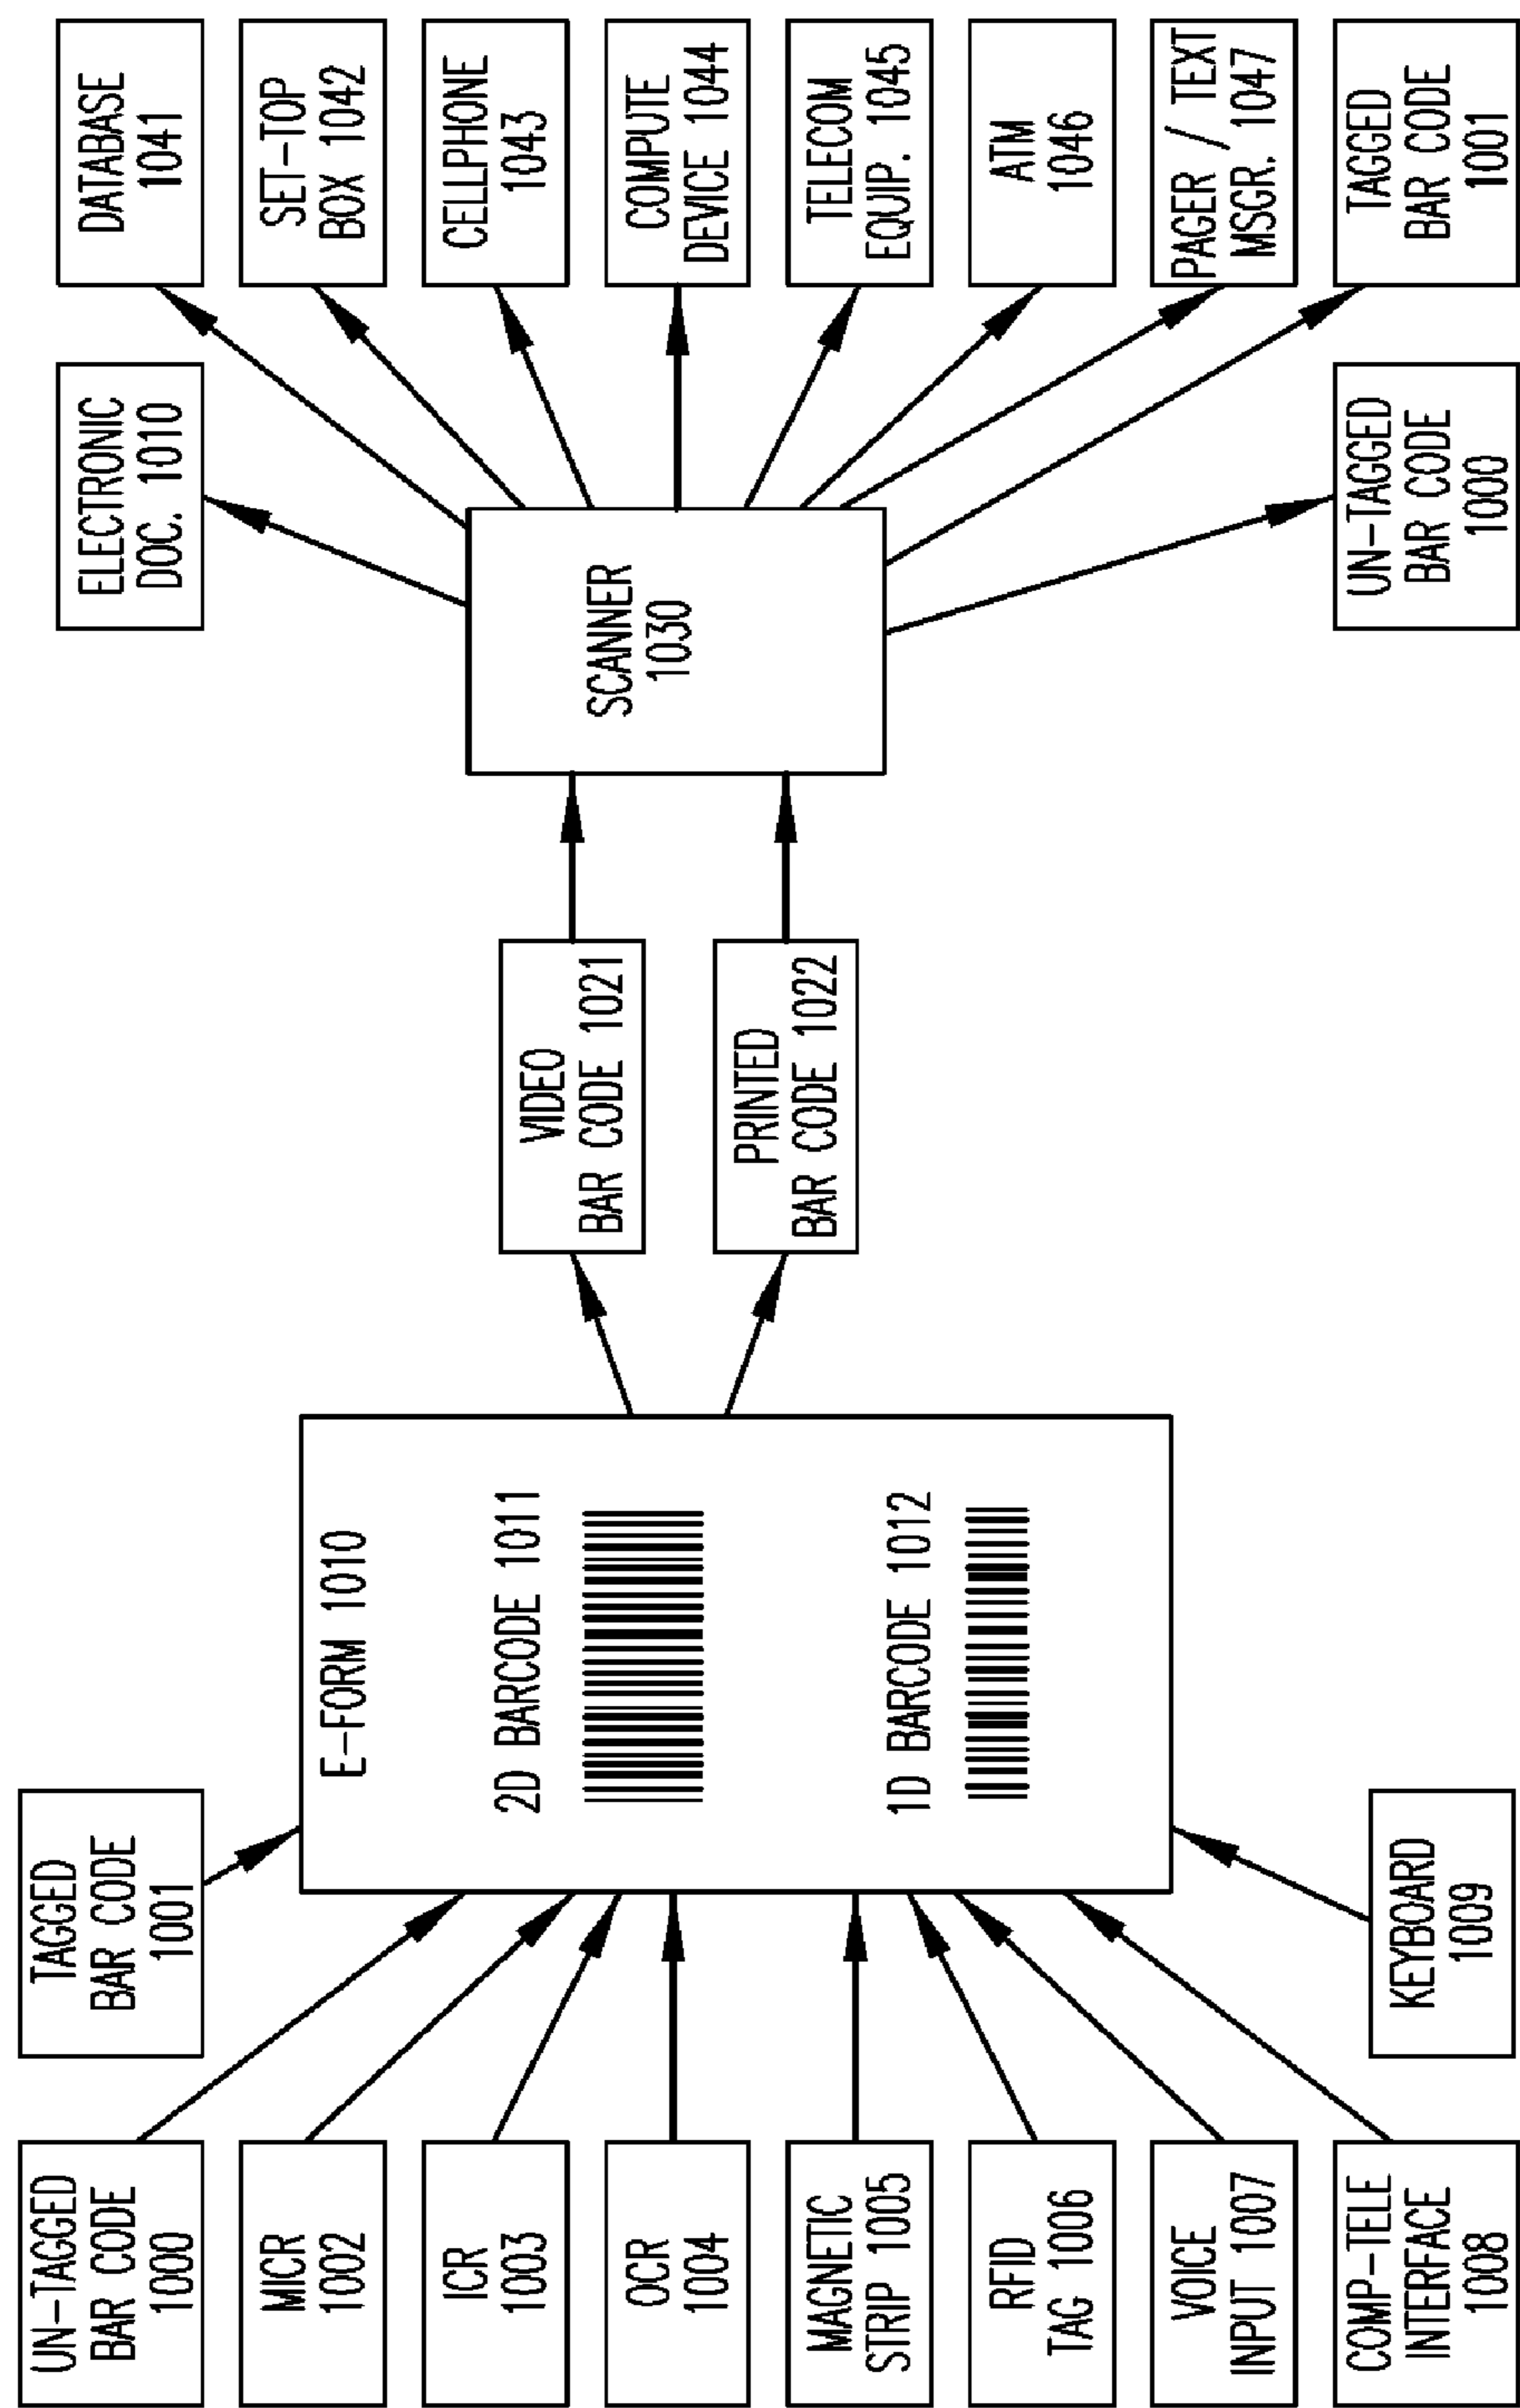 UN-TAGGED
BAR CODE
1000
TAGGED
BAR CODE
1001
MICR
1002
ICR
1003
OCR
1004
MAGNETIC
STRIP 1005
RFID
TAG 1006
VOICE
INPUT 1007
COMP-TELE
INTERFACE
1008
KEYBOARD
1009
E-FORM 1010
2D BARCODE 1011
1D BARCODE 1012
VIDEO
BAR CODE 1021
PRINTED
BAR CODE 1022
SCANNER
1030
ELECTRONIC
DOC. 1010
DATABASE
1041
SET-TOP
BOX 1042
CELLPHONE
1043
COMPUTE
DEVICE 1044
TELECOM
EQUIP. 1045
ATM
1046
PAGER / TEXT
MSGR. 1047
TAGGED
BAR CODE
1001
UN-TAGGED
BAR CODE
1000